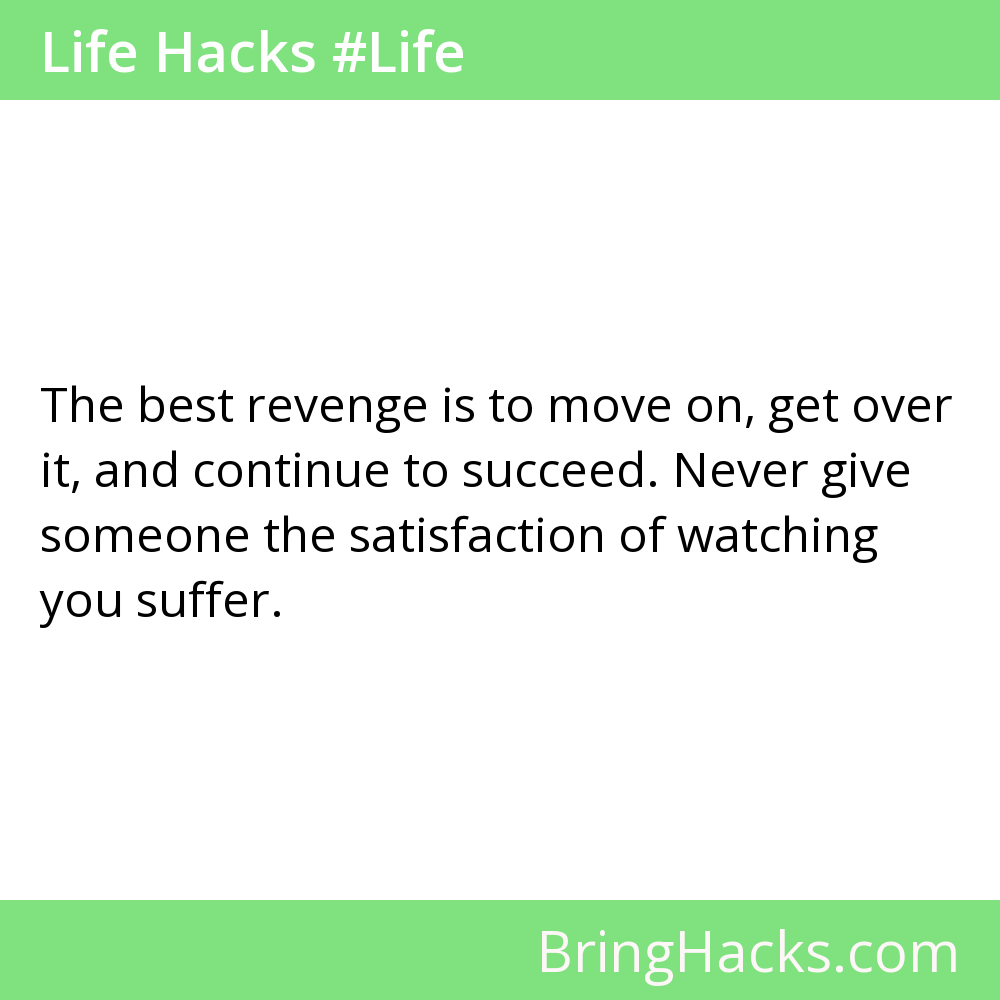 Life Hacks #Life
The best revenge is to move on, get over
it, and continue to succeed. Never give
someone the satisfaction of watching
you suffer.
BringHacks.com